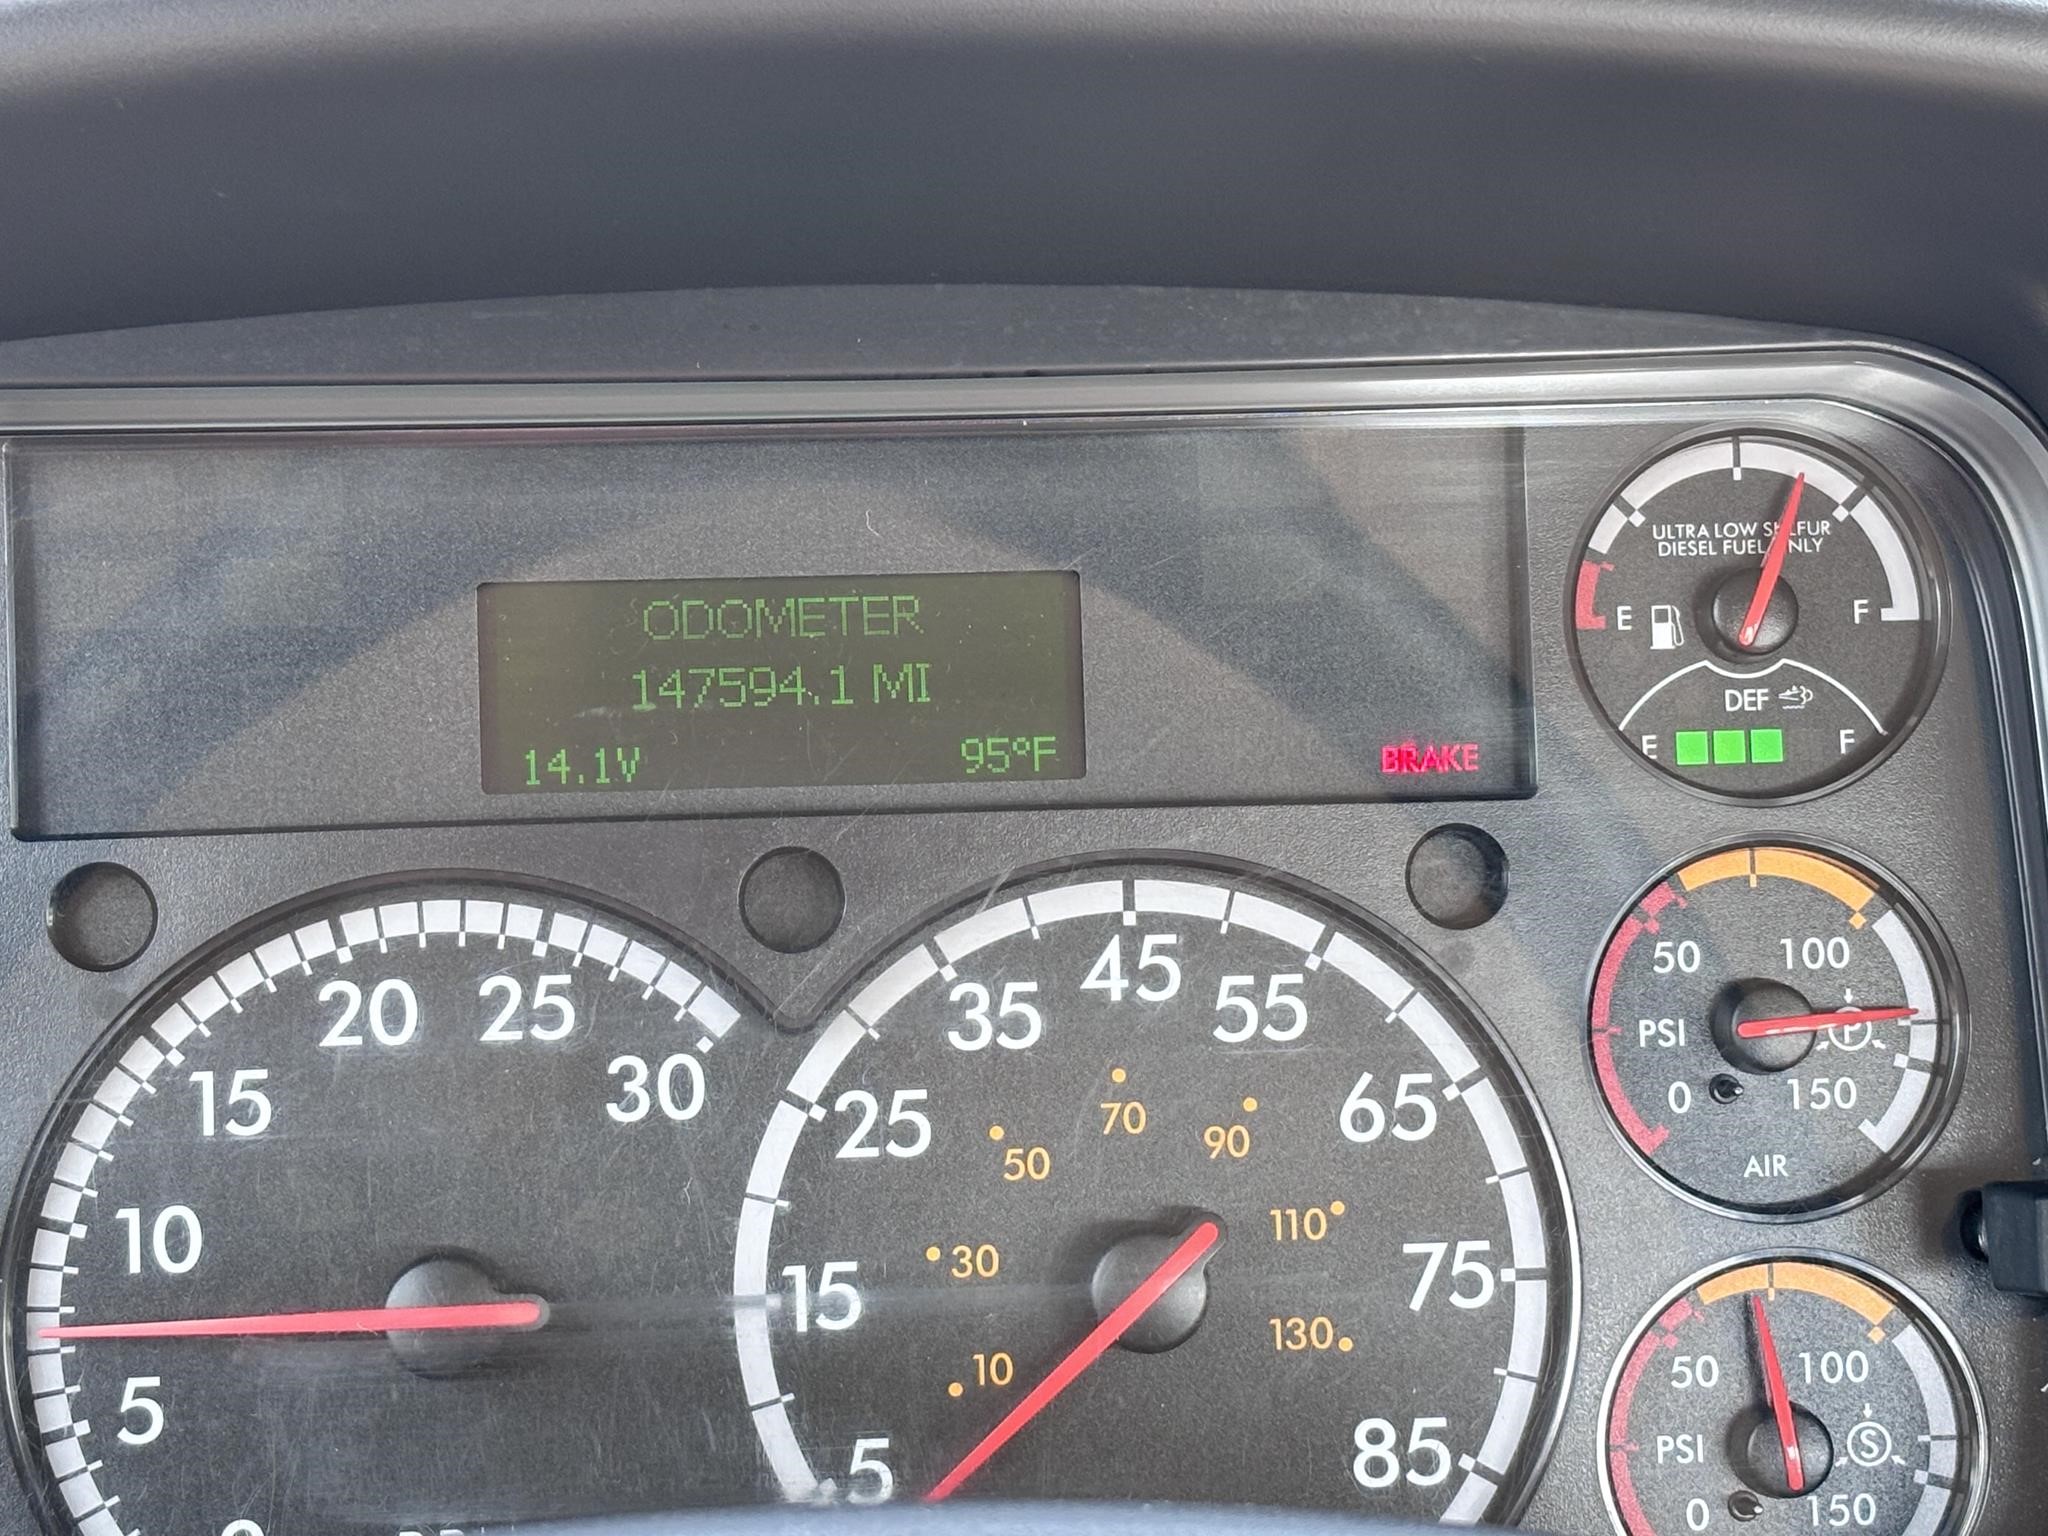 ODOMETER
147594.1 MI
14.1V 95°F
BRAKE
ULTRA LOW SULFUR
DIESEL FUEL ONLY
E F
DEF
E F
5 10 15 20 25 30
5 15 25 35 45 55 65 75 85
10 30 50 70 90 110 130
50 100
PSI P
0 150
AIR
50 100
PSI S
0 150